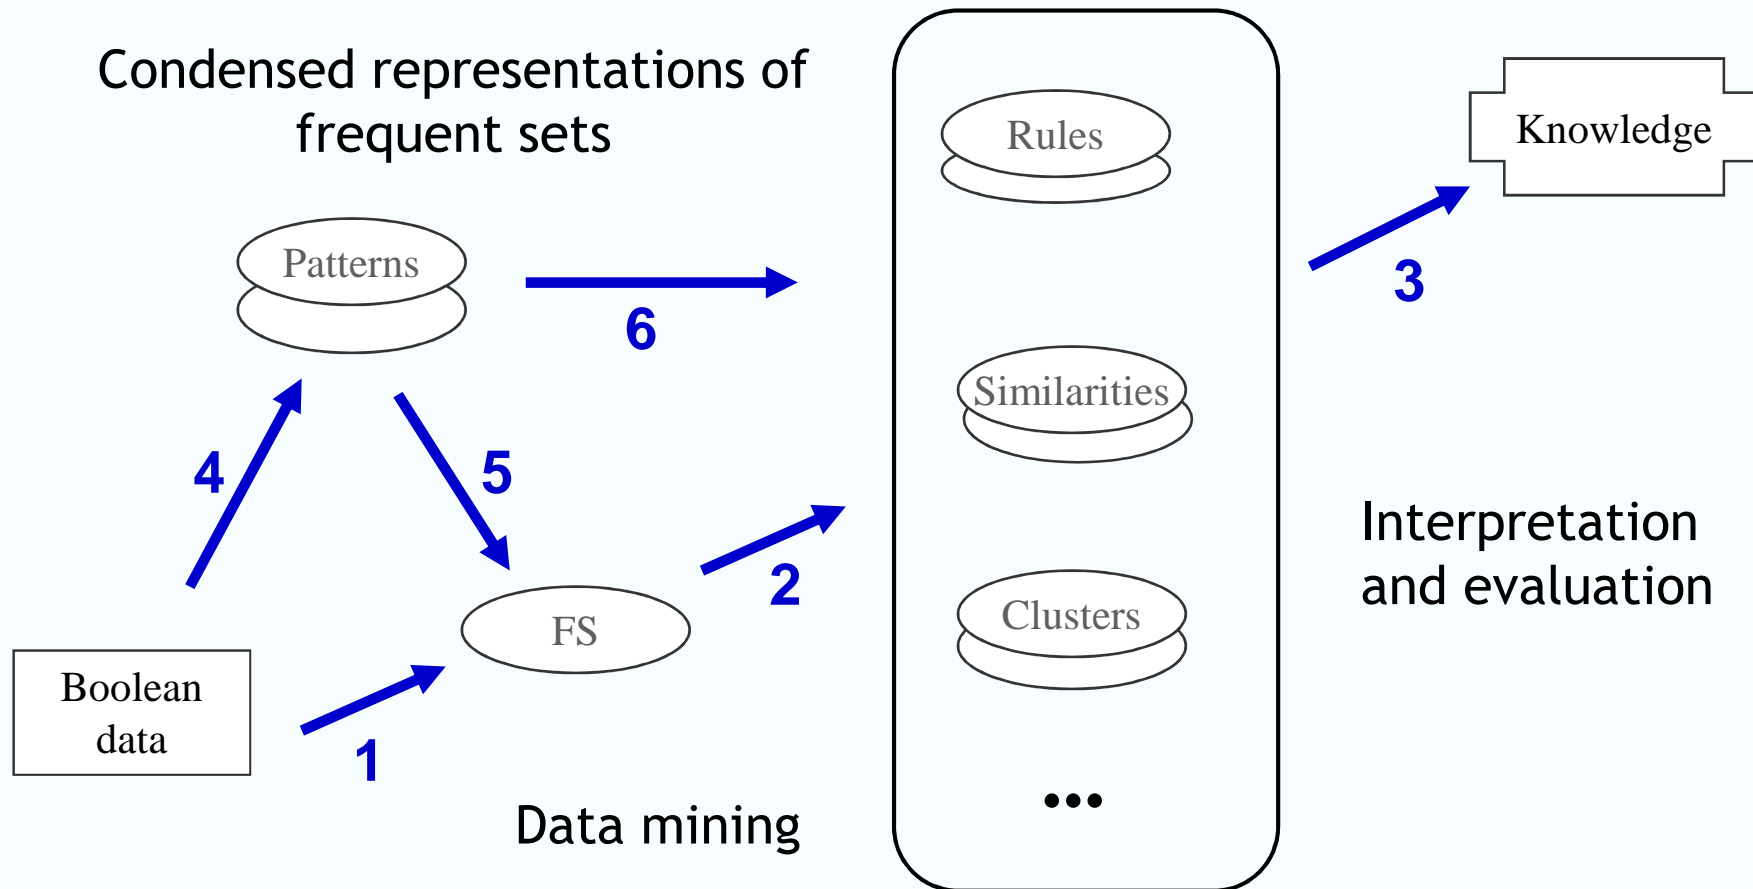 Condensed representations of
frequent sets
Rules
Knowledge
Patterns
6
3
Similarities
4
5
2
Interpretation
and evaluation
FS
Clusters
Boolean
data
1
•••
Data mining